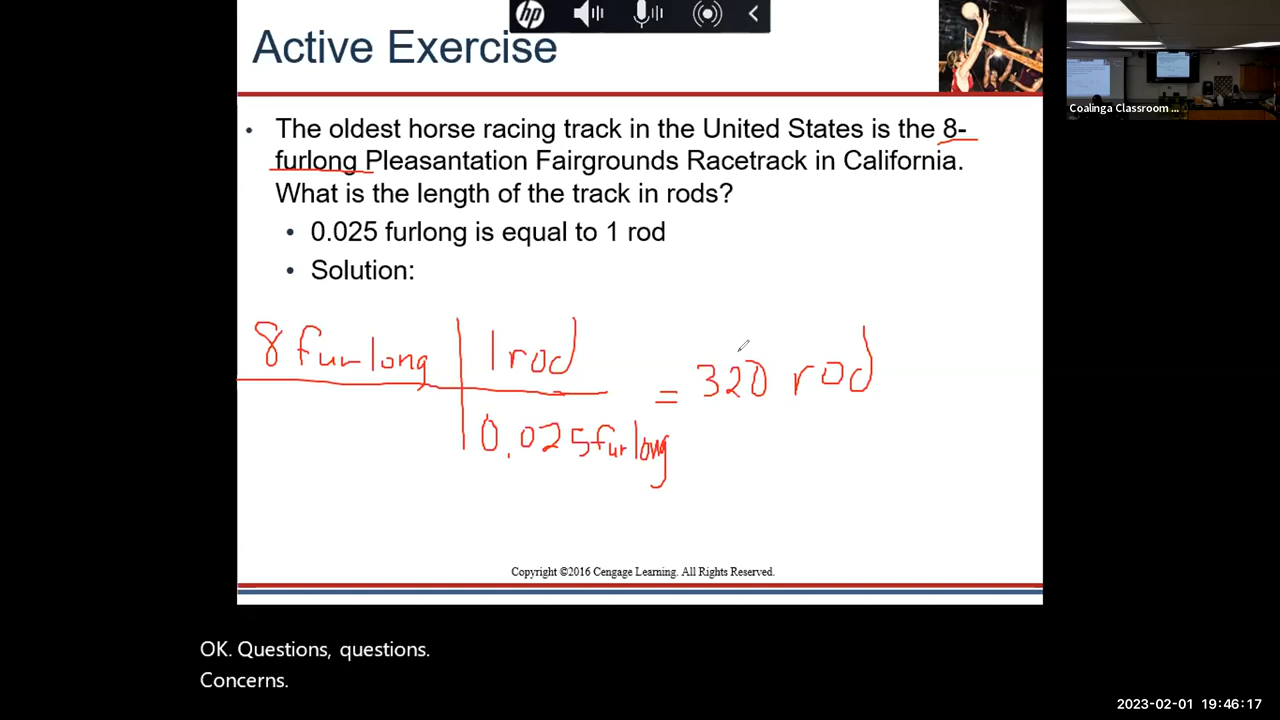 hp
Active Exercise
Coalinga Classroom ...
• The oldest horse racing track in the United States is the 8-
furlong Pleasantation Fairgrounds Racetrack in California.
What is the length of the track in rods?
• 0.025 furlong is equal to 1 rod
• Solution:
8 furlong | 1 rod
= 320 rod
0.025 furlong
Copyright ©2016 Cengage Learning. All Rights Reserved.
OK. Questions, questions.
Concerns.
2023-02-01 19:46:17